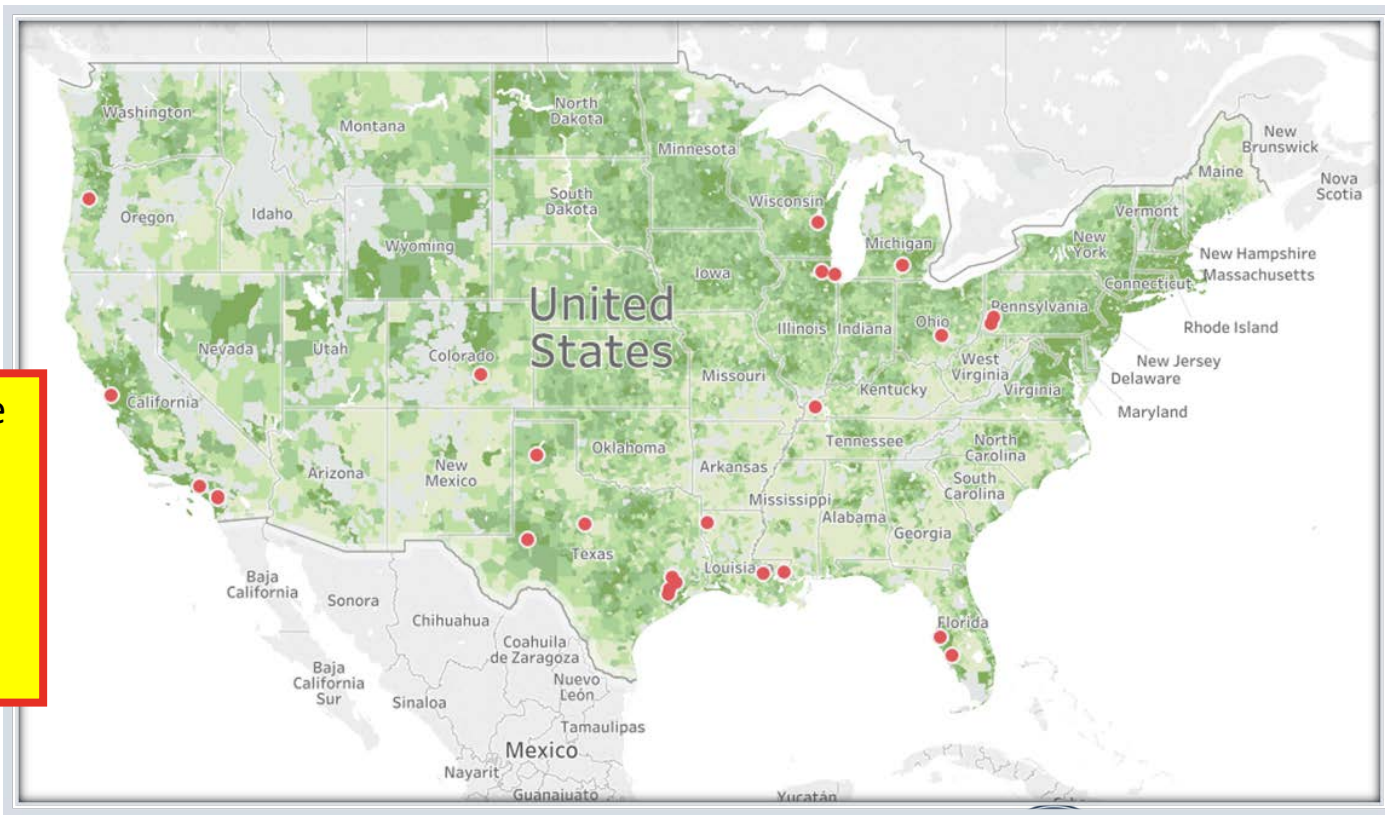 Washington
Montana
North
Dakota
Minnesota
New
Brunswick
Maine
Nova
Scotia
Oregon
Idaho
South
Dakota
Wisconsin
Vermont
Wyoming
Michigan
New
York
New Hampshire
Iowa
Massachusetts
Connecticut
United
States
Pennsylvania
Nevada
Utah
Colorado
Illinois
Indiana
Ohio
Rhode Island
West
Virginia
New Jersey
Missouri
Delaware
Kentucky
Virginia
California
Maryland
e
Oklahoma
Tennessee
North
Carolina
Arizona
New
Mexico
Arkansas
South
Carolina
Mississippi
Alabama
Georgia
Texas
Louisia
Baja
California
Sonora
Chihuahua
Florida
Coahuila
de Zaragoza
Baja
California
Sur
Nuevo
León
Sinaloa
Tamaulipas
Mexico
Nayarit
Guanajuato
Yucatán